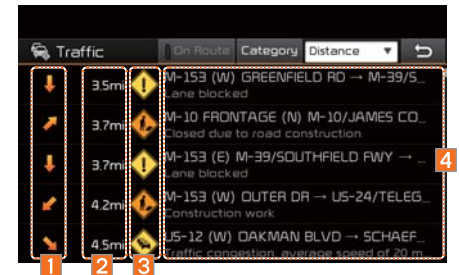 Traffic On Route Category Distance
M-153 (W) GREENFIELD RD → M-39/S...
3.5mi Lane blocked
M-10 FRONTAGE (N) M-10/JAMES CO...
3.7mi Closed due to road construction
M-153 (E) M-39/SOUTHFIELD FWY → ...
3.7mi Lane blocked
4
M-153 (W) OUTER DR → US-24/TELEG...
4.2mi Construction work
US-12 (W) OAKMAN BLVD → SCHAEF...
4.5mi Traffic congestion, average speed of 20 m
1 2 3